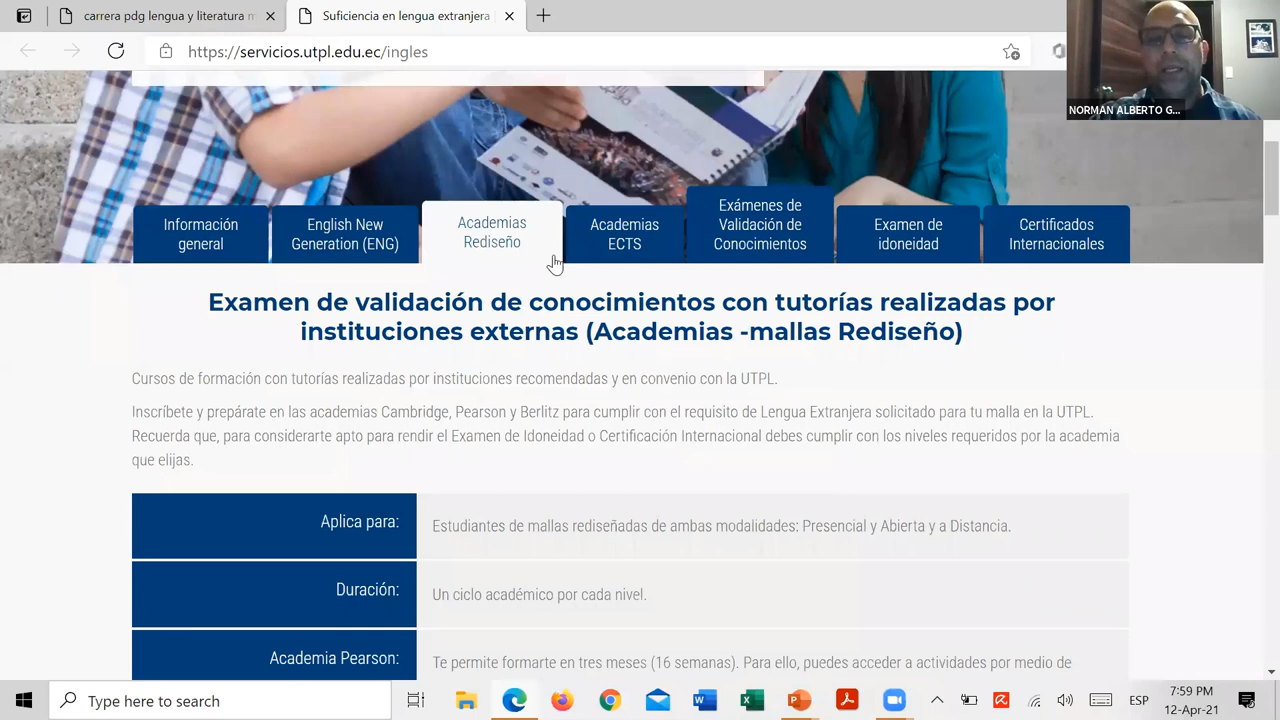 carrera pdg lengua y literatura m
Suficiencia en lengua extranjera
https://servicios.utpl.edu.ec/ingles
NORMAN ALBERTO G...
Información
general
English New
Generation (ENG)
Academias
Rediseño
Academias
ECTS
Exámenes de
Validación de
Conocimientos
Examen de
idoneidad
Certificados
Internacionales
Examen de validación de conocimientos con tutorías realizadas por
instituciones externas (Academias -mallas Rediseño)
Cursos de formación con tutorías realizadas por instituciones recomendadas y en convenio con la UTPL.
Inscríbete y prepárate en las academias Cambridge, Pearson y Berlitz para cumplir con el requisito de Lengua Extranjera solicitado para tu malla en la UTPL.
Recuerda que, para considerarte apto para rendir el Examen de Idoneidad o Certificación Internacional debes cumplir con los niveles requeridos por la academia
que elijas.
Aplica para:
Estudiantes de mallas rediseñadas de ambas modalidades: Presencial y Abierta y a Distancia.
Duración:
Un ciclo académico por cada nivel.
Academia Pearson:
Te permite formarte en tres meses (16 semanas). Para ello, puedes acceder a actividades por medio de
Type here to search
ESP
7:59 PM
12-Apr-21